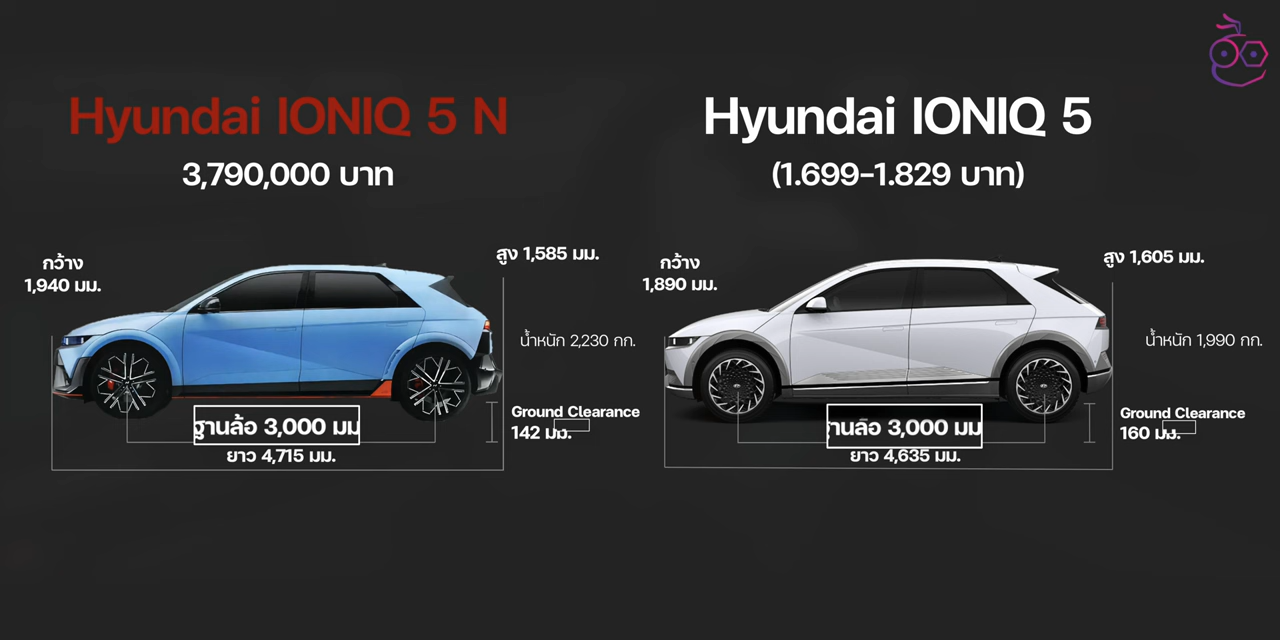 Hyundai IONIQ 5 N
3,790,000 บาท
กว้าง
1,940 มม.
สูง 1,585 มม.
น้ำหนัก 2,230 กก.
Ground Clearance
142 มม.
ฐานล้อ 3,000 มม
ยาว 4,715 มม.
Hyundai IONIQ 5
(1.699-1.829 บาท)
กว้าง
1,890 มม.
สูง 1,605 มม.
น้ำหนัก 1,990 กก.
Ground Clearance
160 มม.
ฐานล้อ 3,000 มม
ยาว 4,635 มม.